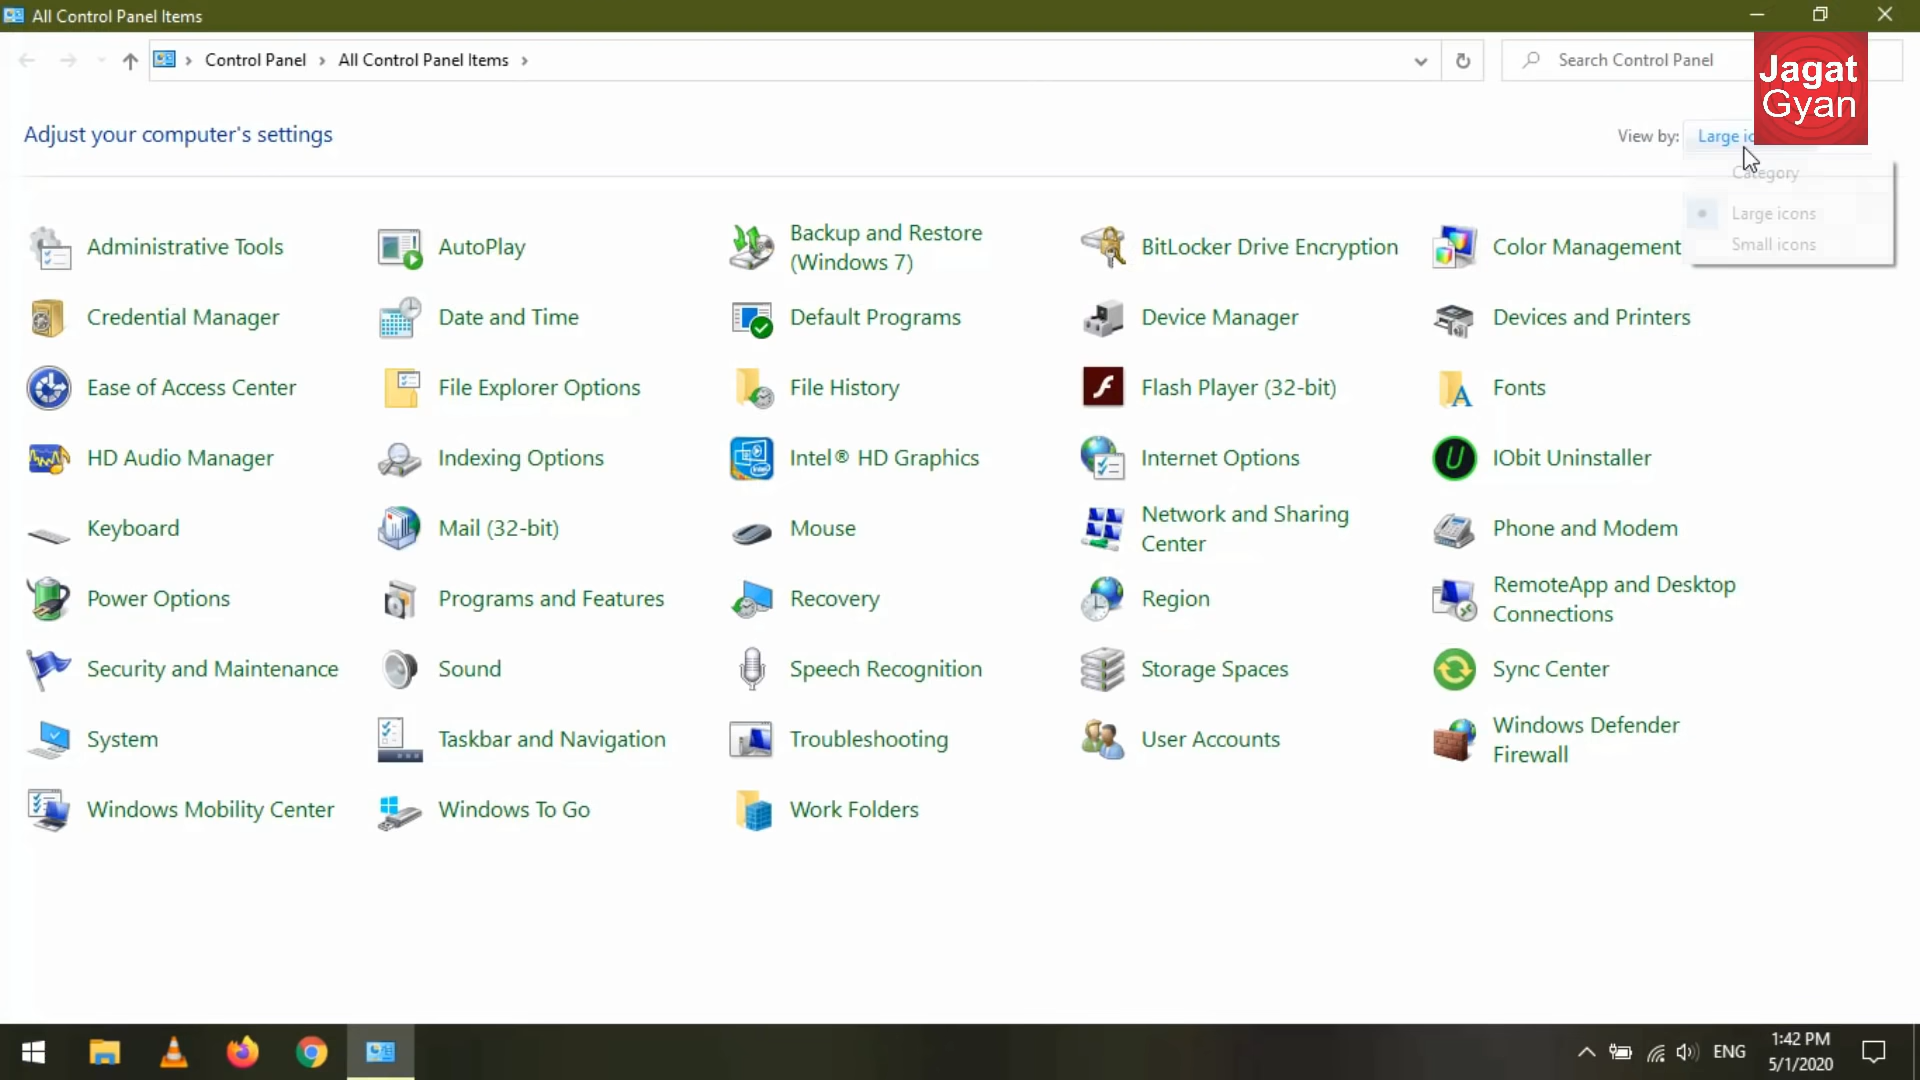 All Control Panel Items
Control Panel > All Control Panel Items >
Search Control Panel
Jagat
Gyan
Adjust your computer's settings
View by: Large
Category
Large icons
Small icons
Administrative Tools
AutoPlay
Backup and Restore
(Windows 7)
BitLocker Drive Encryption
Color Management
Credential Manager
Date and Time
Default Programs
Device Manager
Devices and Printers
Ease of Access Center
File Explorer Options
File History
Flash Player (32-bit)
Fonts
HD Audio Manager
Indexing Options
Intel® HD Graphics
Internet Options
IObit Uninstaller
Keyboard
Mail (32-bit)
Mouse
Network and Sharing
Center
Phone and Modem
Power Options
Programs and Features
Recovery
Region
RemoteApp and Desktop
Connections
Security and Maintenance
Sound
Speech Recognition
Storage Spaces
Sync Center
System
Taskbar and Navigation
Troubleshooting
User Accounts
Windows Defender
Firewall
Windows Mobility Center
Windows To Go
Work Folders
ENG
1:42 PM
5/1/2020